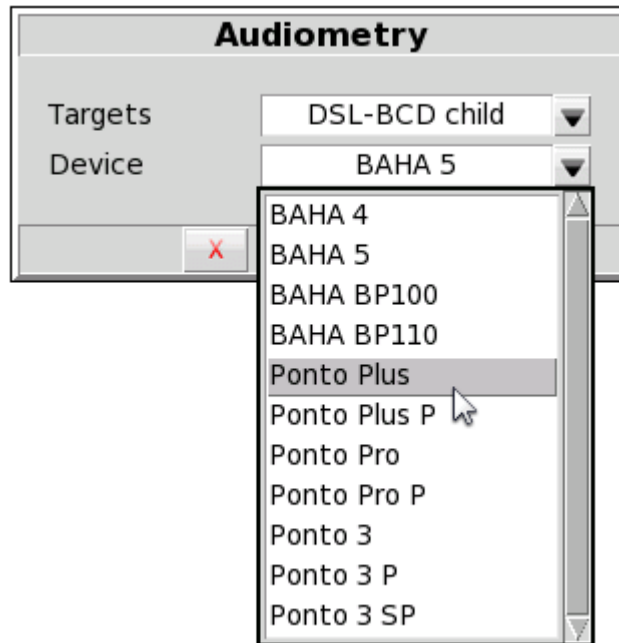 Audiometry
Targets DSL-BCD child
Device BAHA 5
BAHA 4
X BAHA 5
BAHA BP100
BAHA BP110
Ponto Plus
Ponto Plus P
Ponto Pro
Ponto Pro P
Ponto 3
Ponto 3 P
Ponto 3 SP